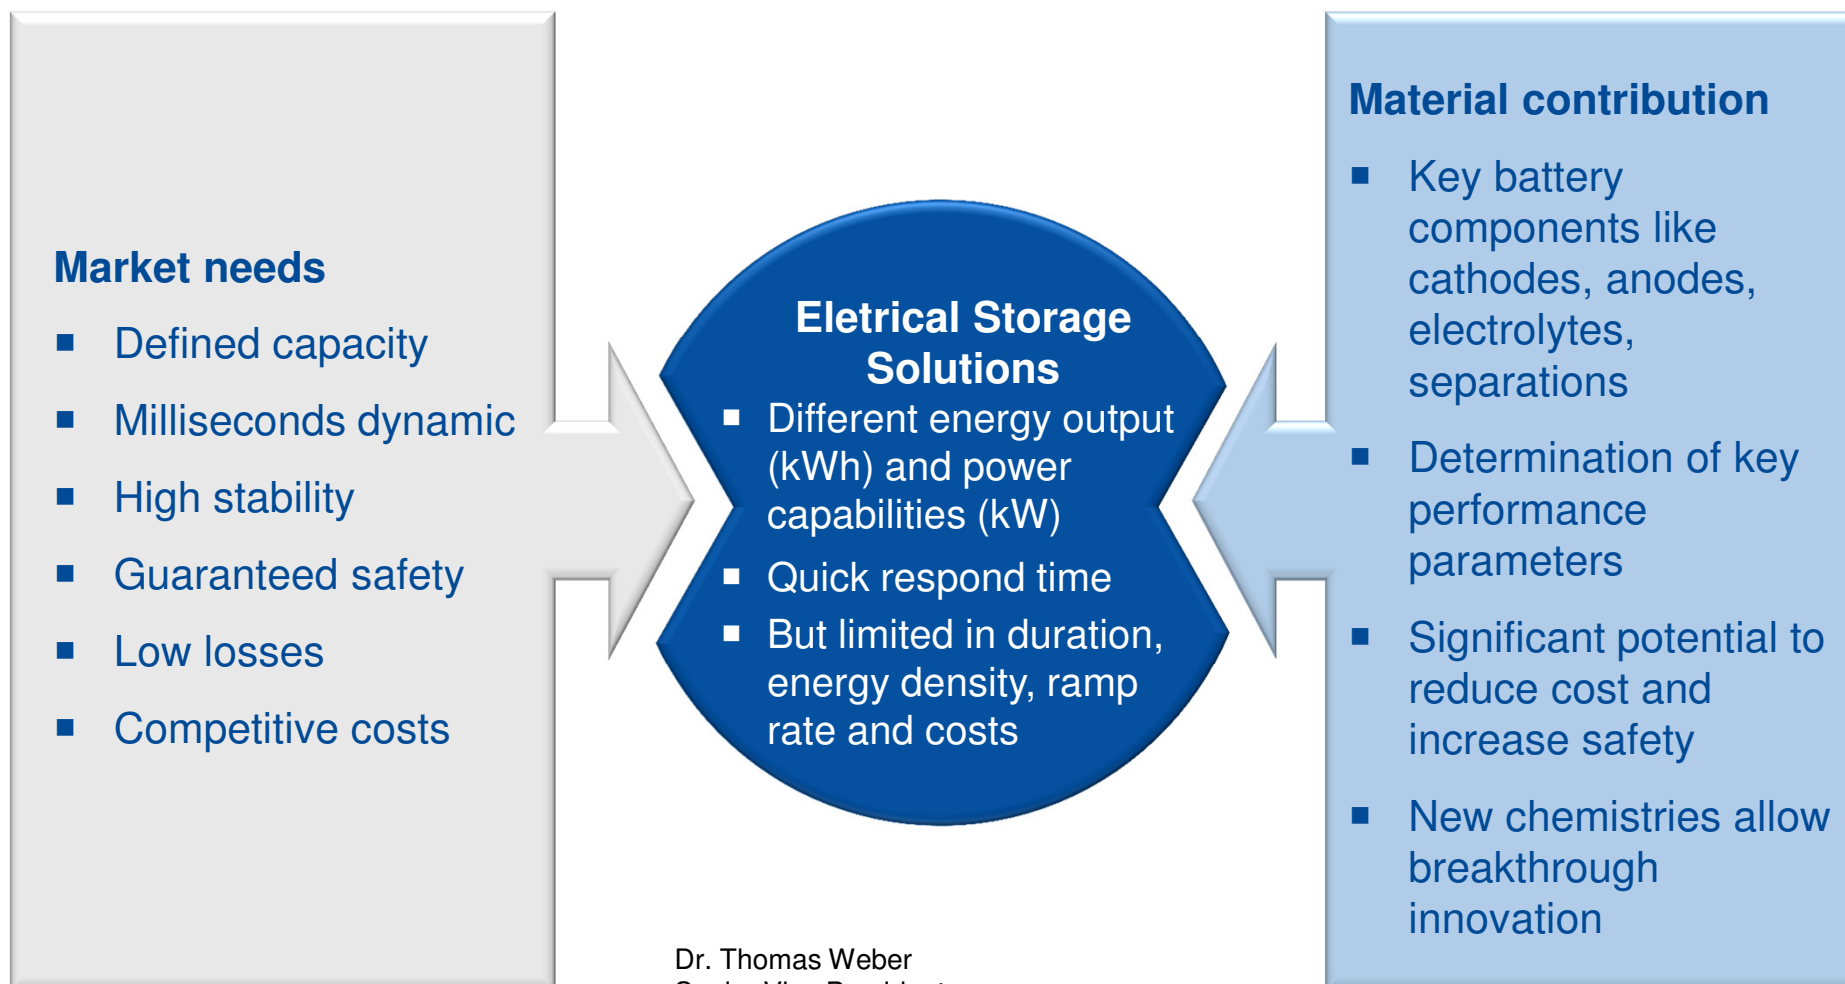 Market needs
■ Defined capacity
■ Milliseconds dynamic
■ High stability
■ Guaranteed safety
■ Low losses
■ Competitive costs
Eletrical Storage
Solutions
■ Different energy output
(kWh) and power
capabilities (kW)
■ Quick respond time
■ But limited in duration,
energy density, ramp
rate and costs
Material contribution
■ Key battery
components like
cathodes, anodes,
electrolytes,
separations
■ Determination of key
performance
parameters
■ Significant potential to
reduce cost and
increase safety
■ New chemistries allow
breakthrough
innovation
Dr. Thomas Weber